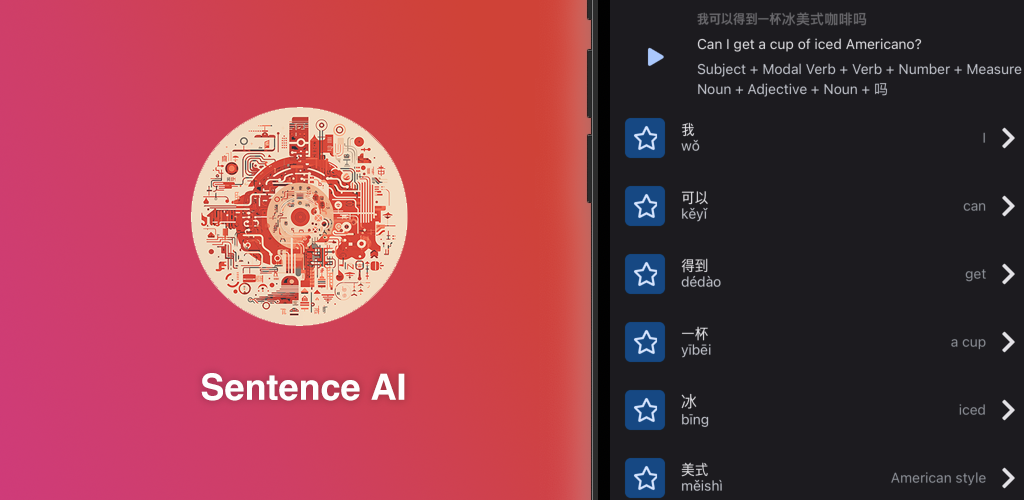 Sentence AI
我可以得到一杯冰美式咖啡吗
Can I get a cup of iced Americano?
Subject + Modal Verb + Verb + Number + Measure
Noun + Adjective + Noun + 吗
我
wǒ
I
可以
kěyǐ
can
得到
dédào
get
一杯
yībēi
a cup
冰
bīng
iced
美式
měishì
American style